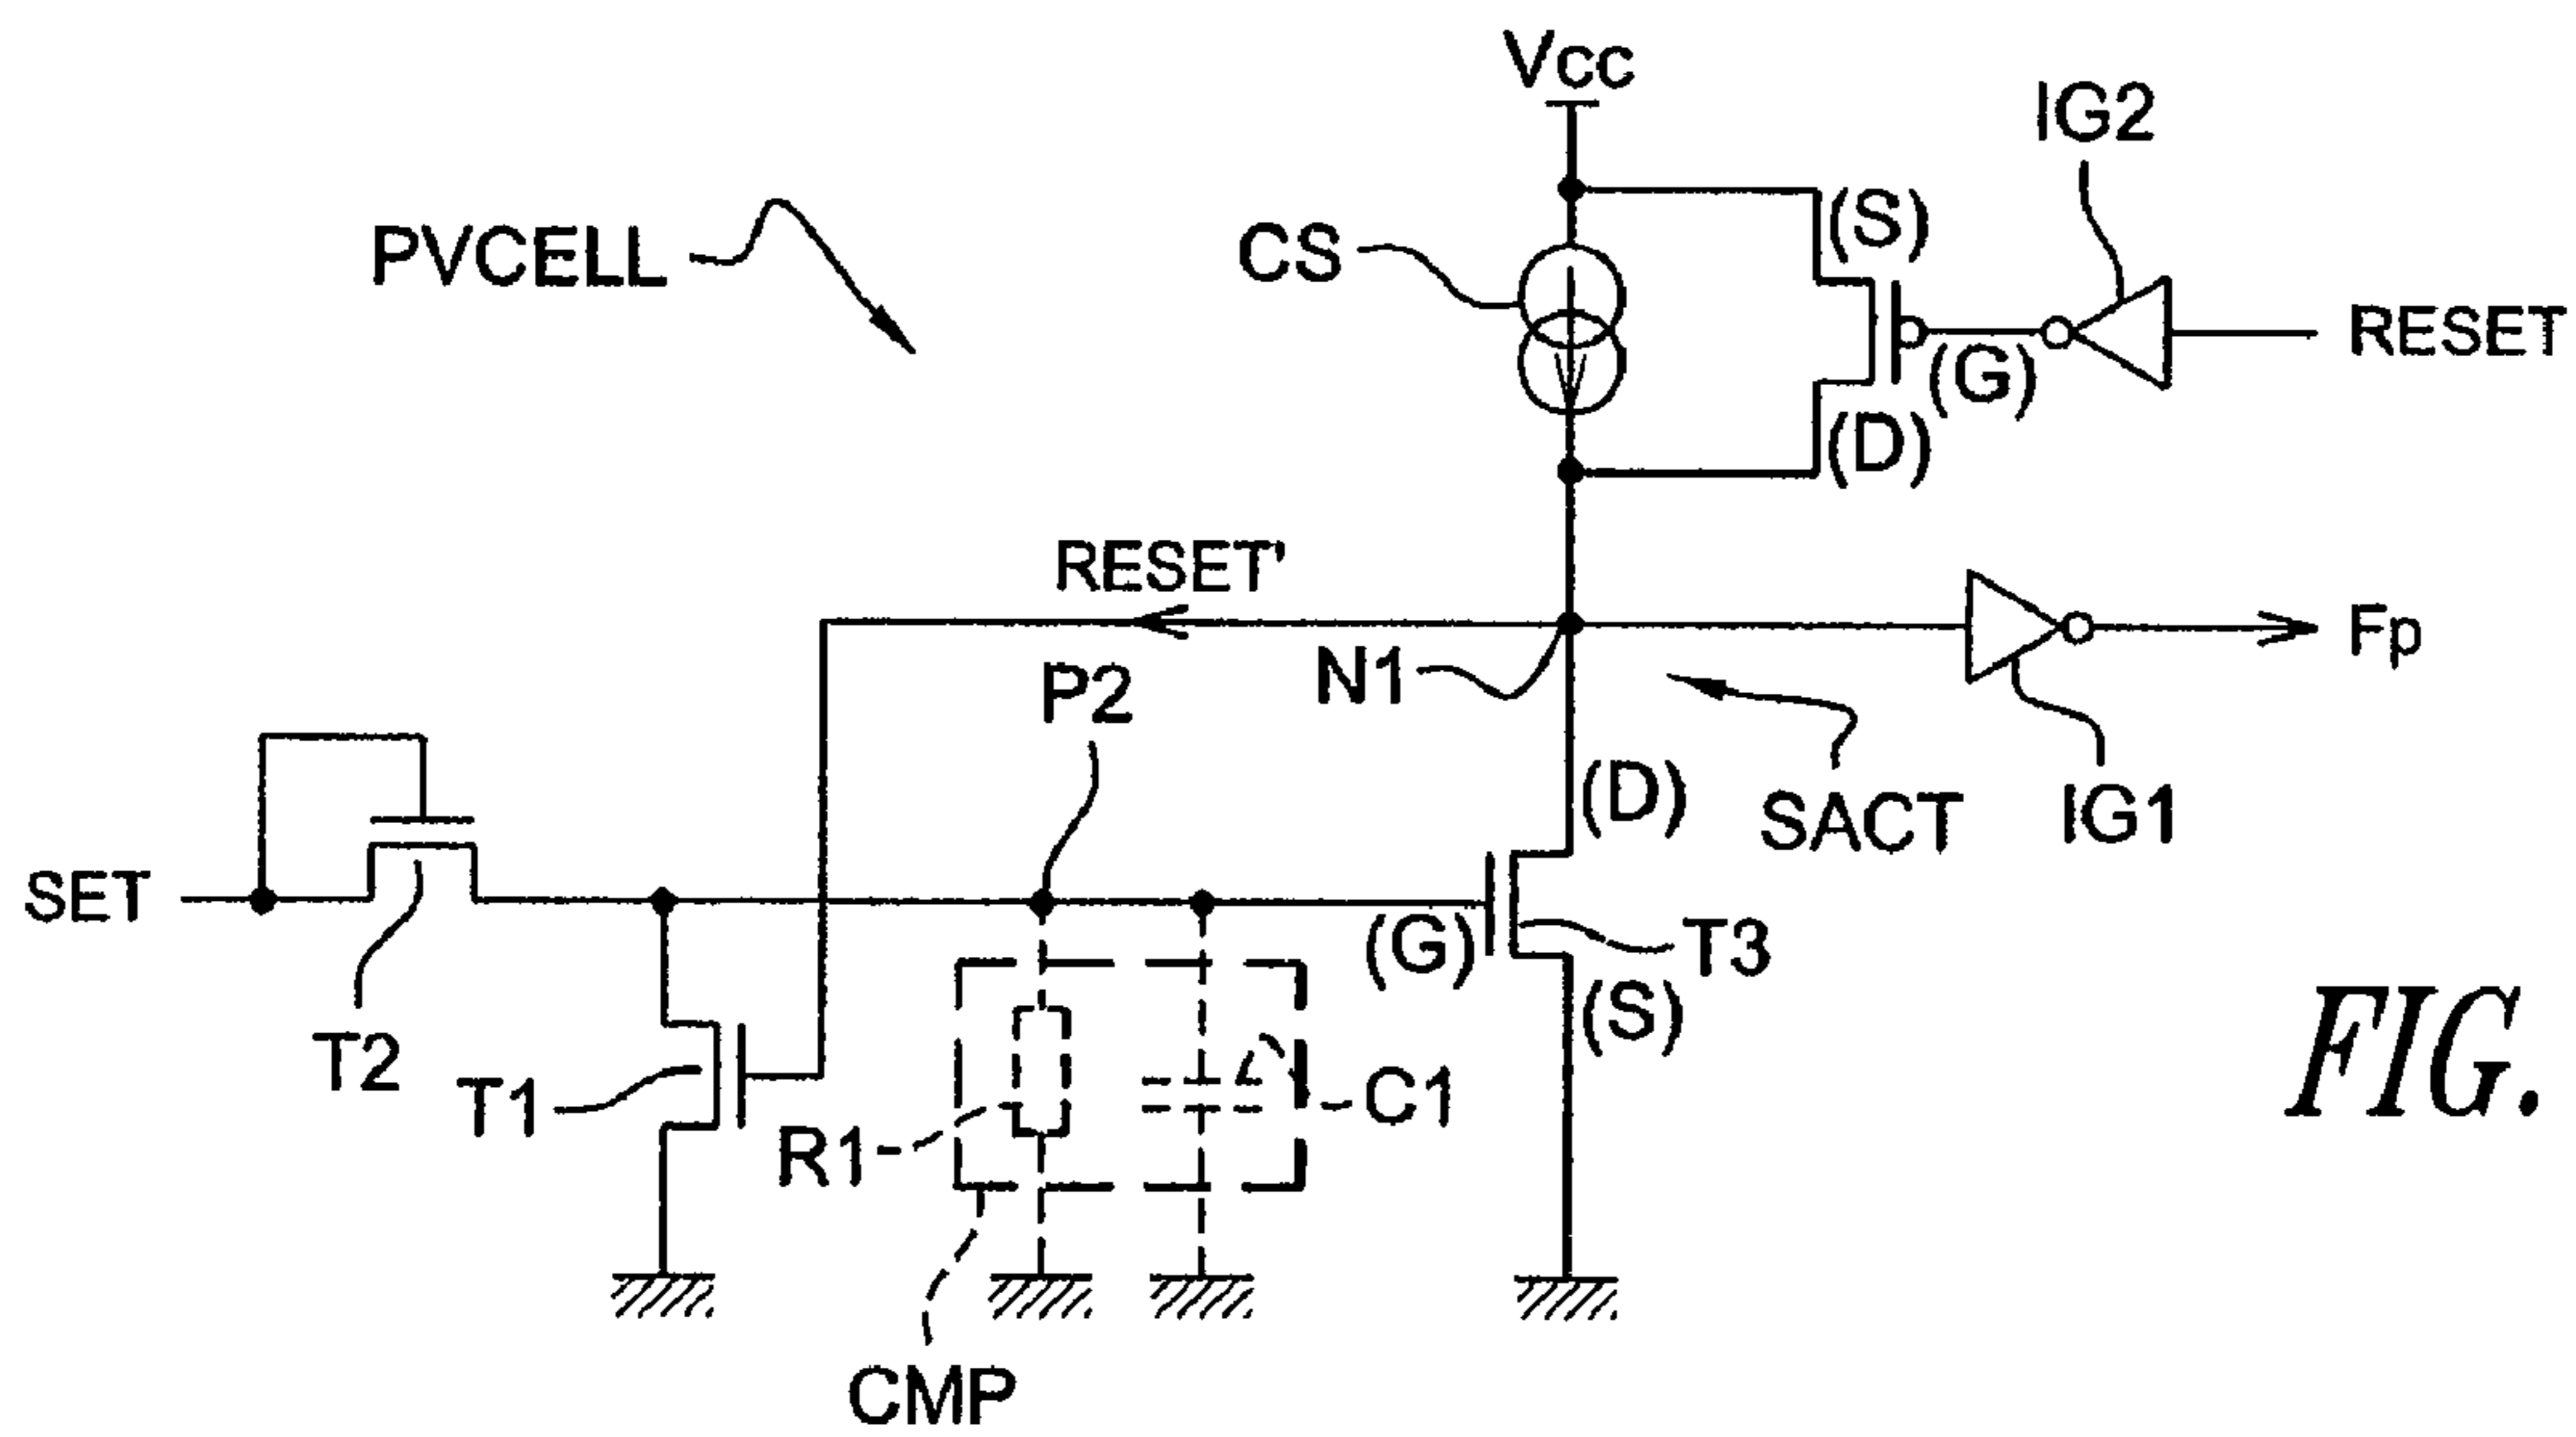 Vcc
IG2
PVCELL
CS
(S)
RESET
(G)
(D)
RESET'
P2
N1
Fp
(D)
SACT
IG1
SET
(G)
T3
T2
T1
(S)
R1
C1
CMP
FIG.